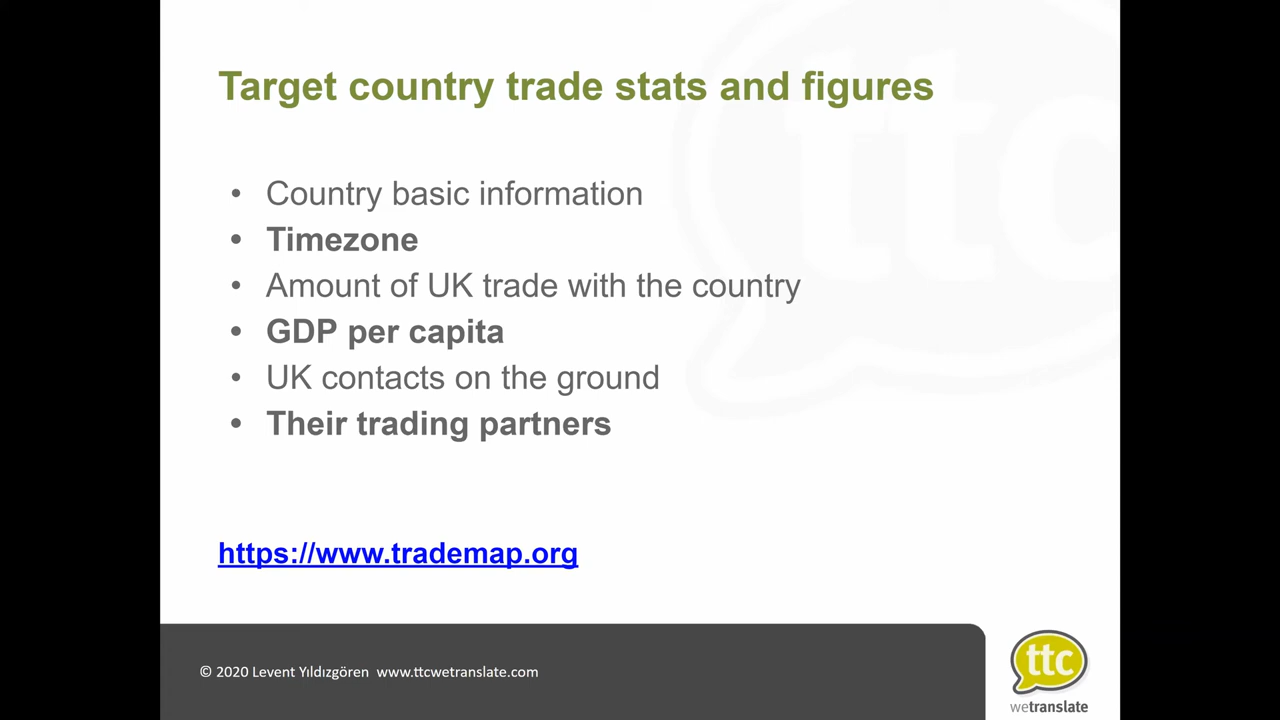 Target country trade stats and figures
• Country basic information
• Timezone
• Amount of UK trade with the country
• GDP per capita
• UK contacts on the ground
• Their trading partners
https://www.trademap.org
© 2020 Levent Yıldızgören www.ttcwetranslate.com
ttc
wetranslate
ttc